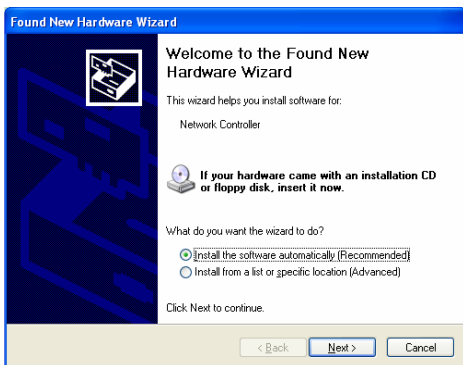 Found New Hardware Wizard
Welcome to the Found New
Hardware Wizard
This wizard helps you install software for:
Network Controller
If your hardware came with an installation CD
or floppy disk, insert it now.
What do you want the wizard to do?
Install the software automatically (Recommended)
Install from a list or specific location (Advanced)
Click Next to continue.
< Back Next > Cancel